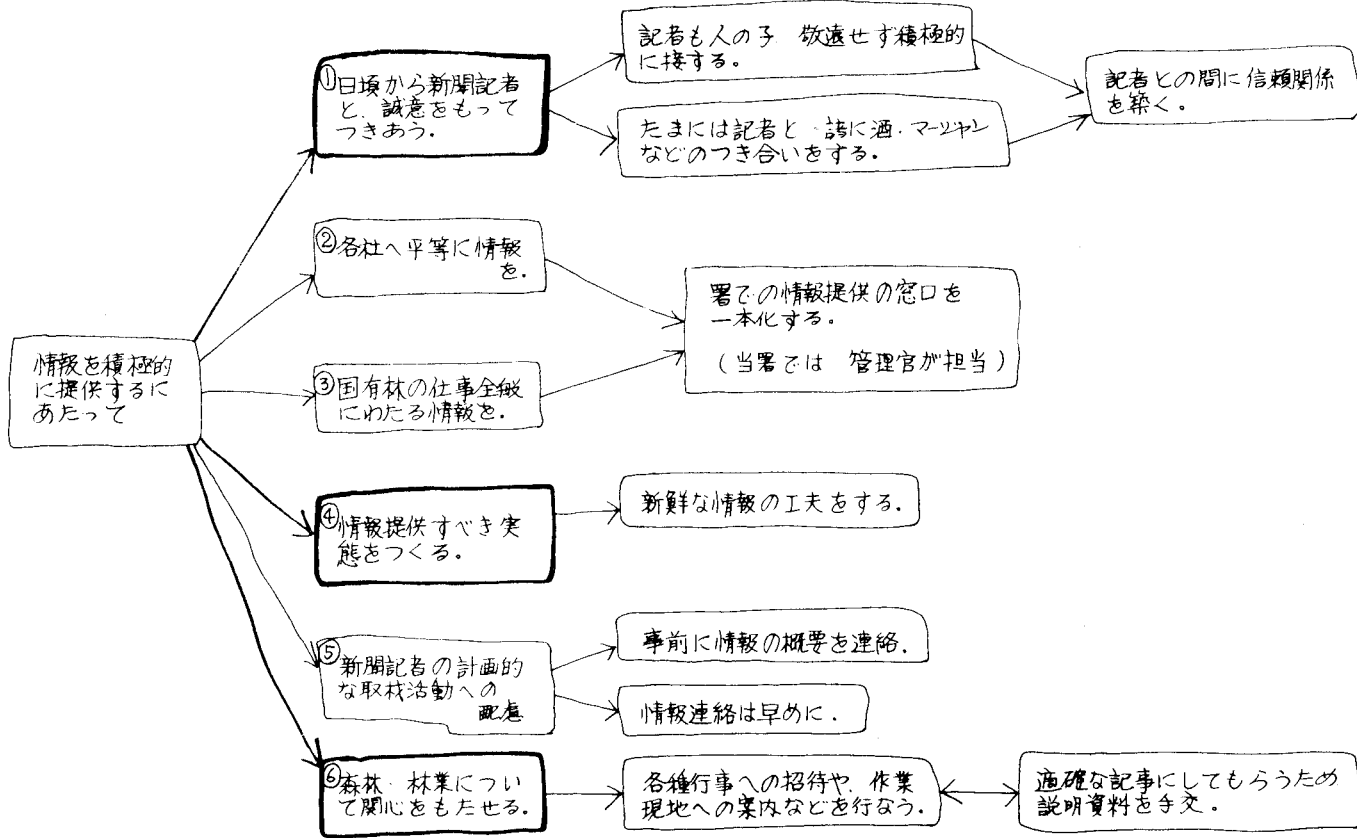 情報を積極的
に提供するに
あたって
①日頃から新聞記者
と、誠意をもって
つきあう.
記者も人の子 敬遠せず積極的
に接する。
たまには記者と 諸に酒・マージャン
などのつき合いをする.
記者との間に信頼関係
を築く。
②各社へ平等に情報
を.
③国有林の仕事全般
にわたる情報を.
署での情報提供の窓口を
一本化する。
(当署では 管理官が担当)
④情報提供すべき実
態をつくる.
新鮮な情報の工夫をする.
⑤新聞記者の計画的
な取材活動への
配慮
事前に情報の概要を連絡.
情報連絡は早めに.
⑥森林・林業につい
て関心をもたせる.
各種行事への招待や、作業
現地への案内などを行なう.
適確な記事にしてもらうため
説明資料を手交.